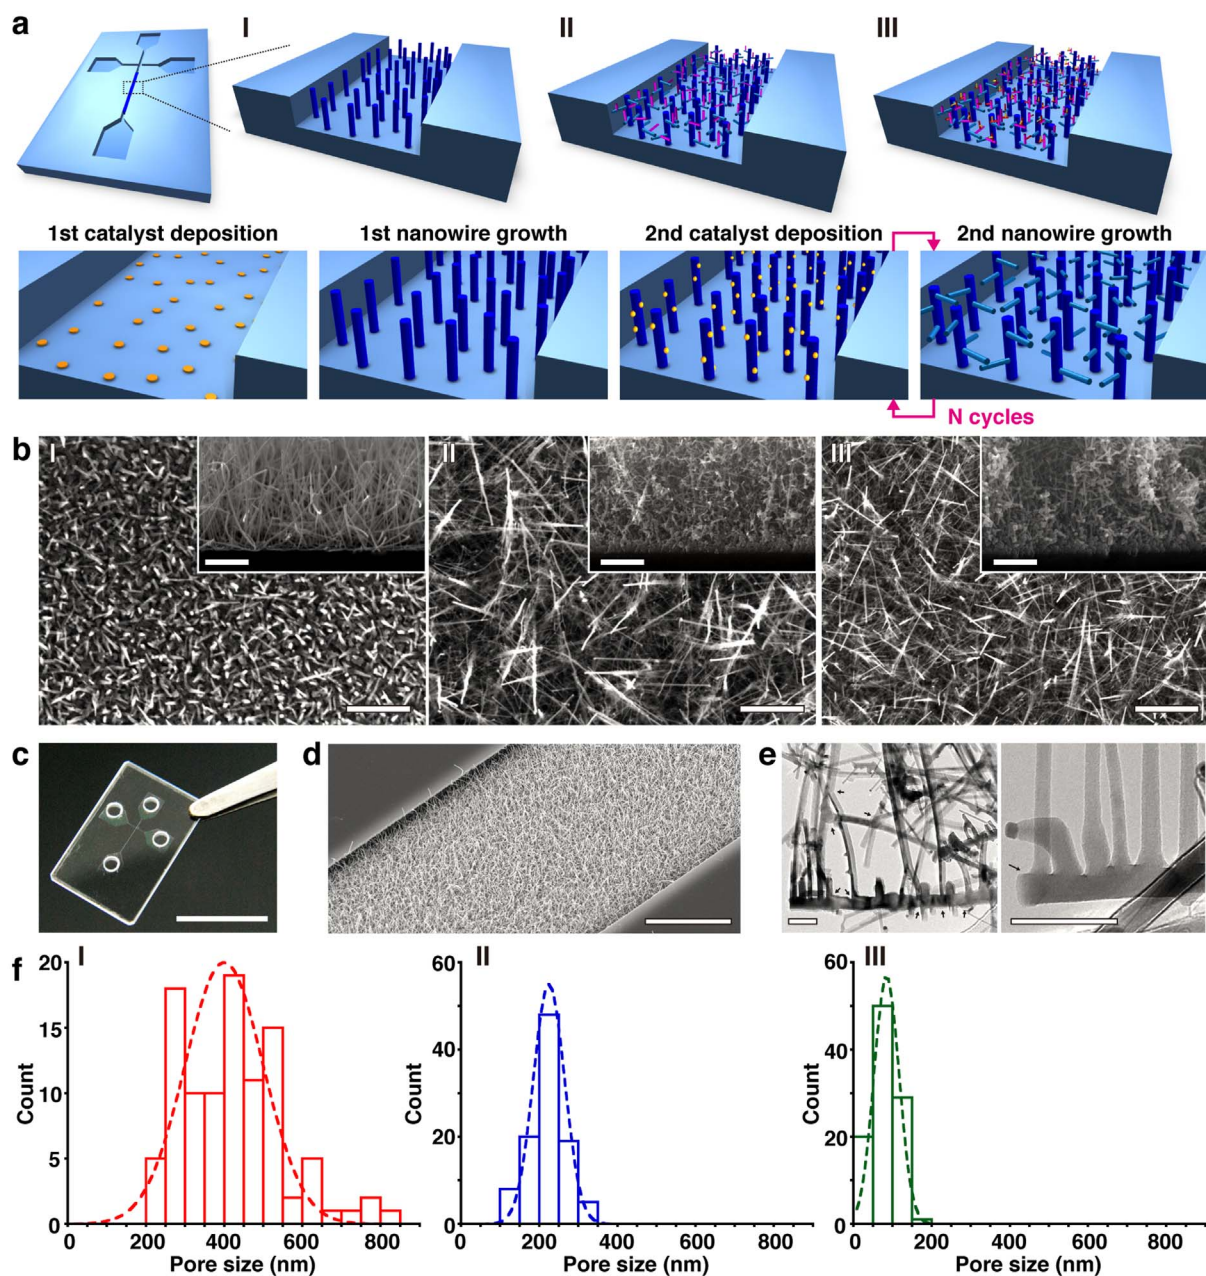 a
I
II
III
1st catalyst deposition
1st nanowire growth
2nd catalyst deposition
2nd nanowire growth
N cycles
b
I
II
III
c
d
e
f
I
II
III
20
15
10
5
0
Count
0
200
400
600
800
Pore size (nm)
60
40
20
0
Count
0
200
400
600
800
Pore size (nm)
60
40
20
0
Count
0
200
400
600
800
Pore size (nm)